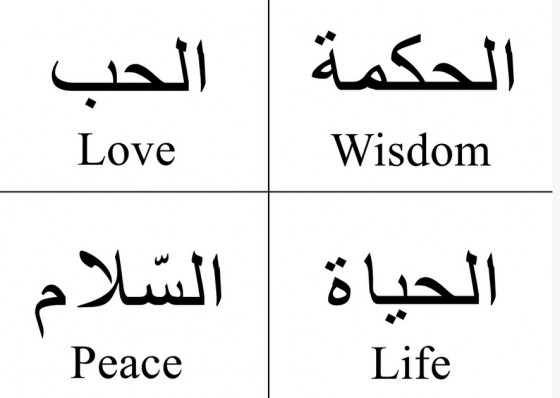 الحب
Love
الحكمة
Wisdom
السّلام
Peace
الحياة
Life